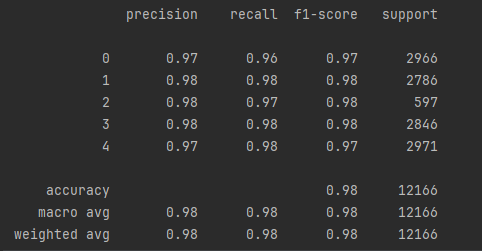 precision recall f1-score support
0 0.97 0.96 0.97 2966
1 0.98 0.98 0.98 2786
2 0.98 0.97 0.98 597
3 0.98 0.98 0.98 2846
4 0.97 0.98 0.97 2971
accuracy 0.98 12166
macro avg 0.98 0.98 0.98 12166
weighted avg 0.98 0.98 0.98 12166